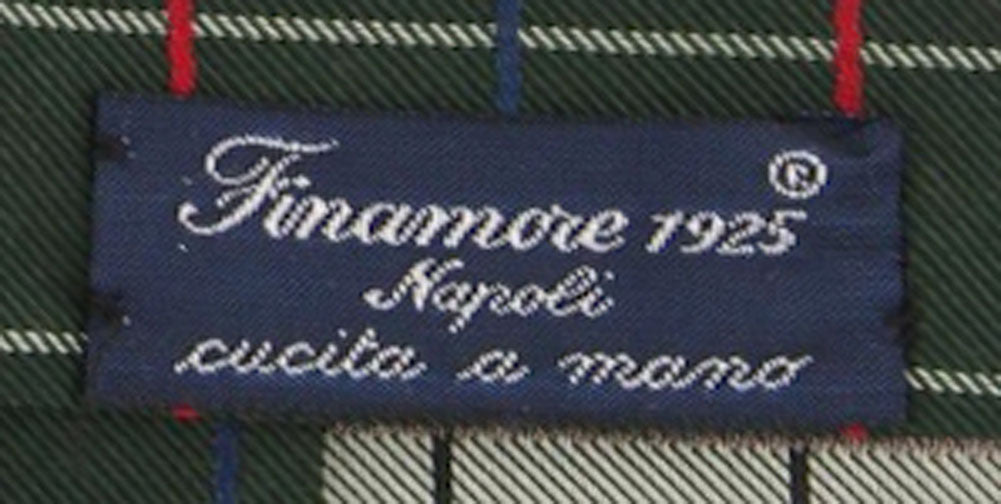 Finamore 1925 ®
Napoli
cucita a mano